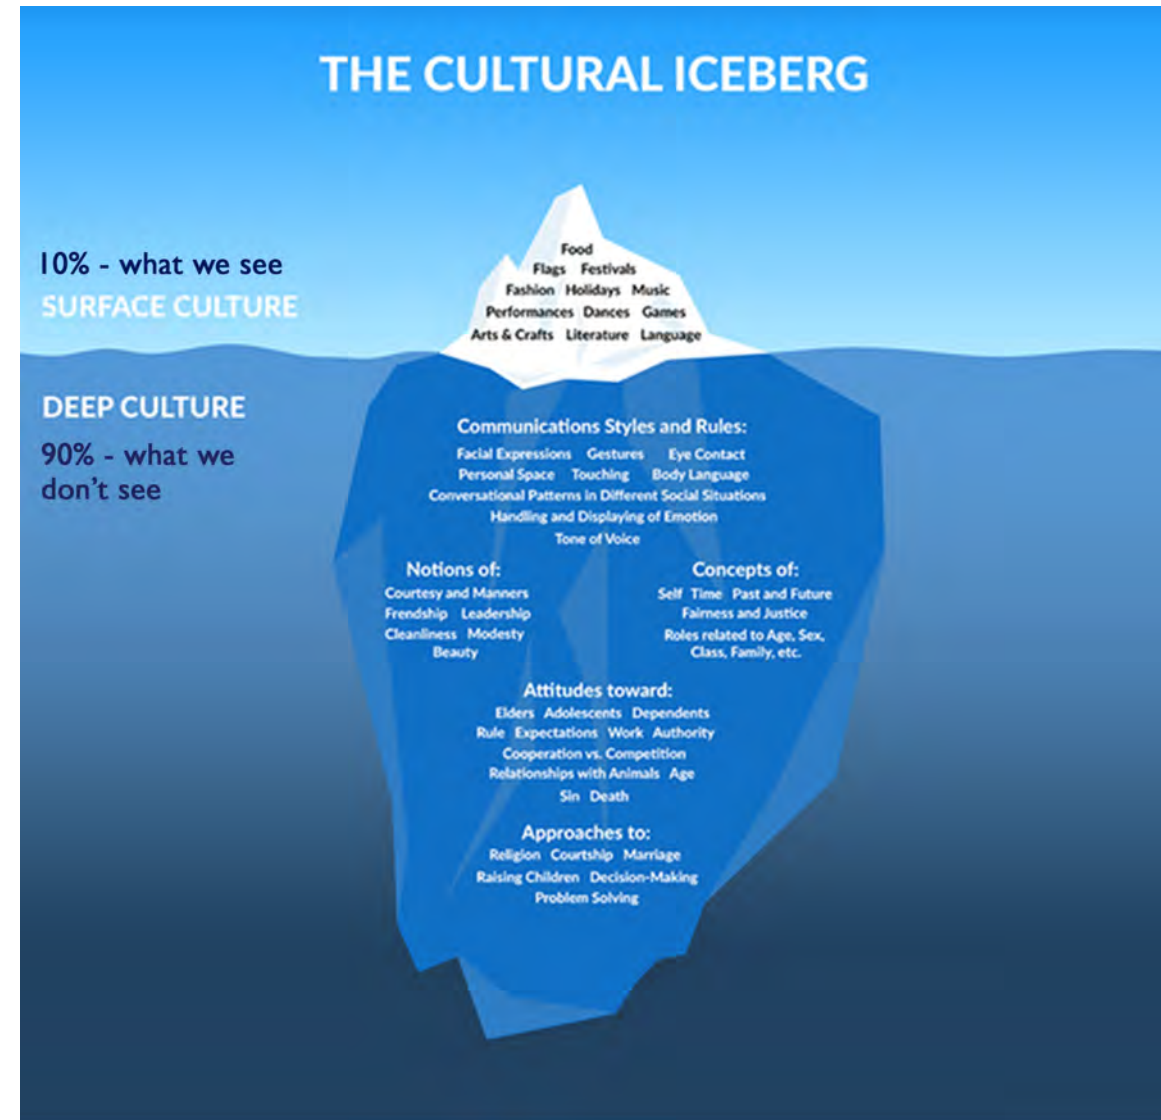 THE CULTURAL ICEBERG
10% - what we see
SURFACE CULTURE
Food
Flags Festivals
Fashion Holidays Music
Performances Dances Games
Arts & Crafts Literature Language
DEEP CULTURE
90% - what we
don't see
Communications Styles and Rules:
Facial Expressions Gestures Eye Contact
Personal Space Touching Body Language
Conversational Patterns in Different Social Situations
Handling and Displaying of Emotion
Tone of Voice
Notions of:
Courtesy and Manners
Frendship Leadership
Cleanliness Modesty
Beauty
Concepts of:
Self Time Past and Future
Fairness and Justice
Roles related to Age, Sex,
Class, Family, etc.
Attitudes toward:
Elders Adolescents Dependents
Rule Expectations Work Authority
Cooperation vs. Competition
Relationships with Animals Age
Sin Death
Approaches to:
Religion Courtship Marriage
Raising Children Decision-Making
Problem Solving